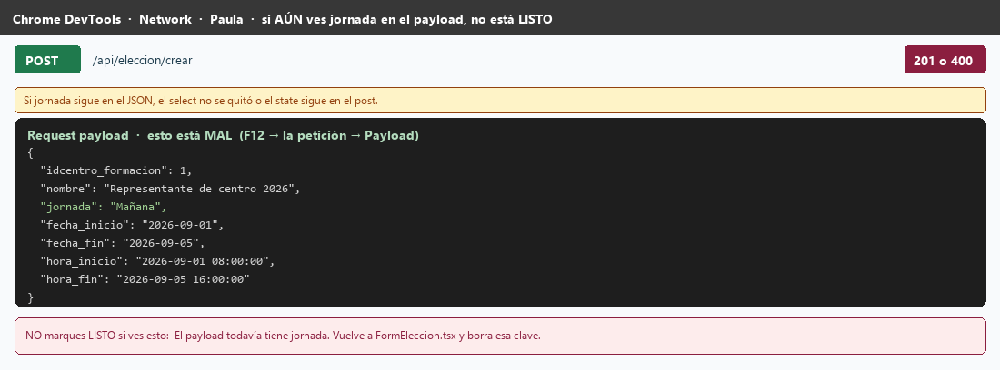 Chrome DevTools · Network · Paula · si AÚN ves jornada en el payload, no está LISTO
POST /api/eleccion/crear 201 o 400
Si jornada sigue en el JSON, el select no se quitó o el state sigue en el post.
Request payload · esto está MAL (F12 → la petición → Payload)
{
"idcentro_formacion": 1,
"nombre": "Representante de centro 2026",
"jornada": "Mañana",
"fecha_inicio": "2026-09-01",
"fecha_fin": "2026-09-05",
"hora_inicio": "2026-09-01 08:00:00",
"hora_fin": "2026-09-05 16:00:00"
}
NO marques LISTO si ves esto: El payload todavía tiene jornada. Vuelve a FormEleccion.tsx y borra esa clave.